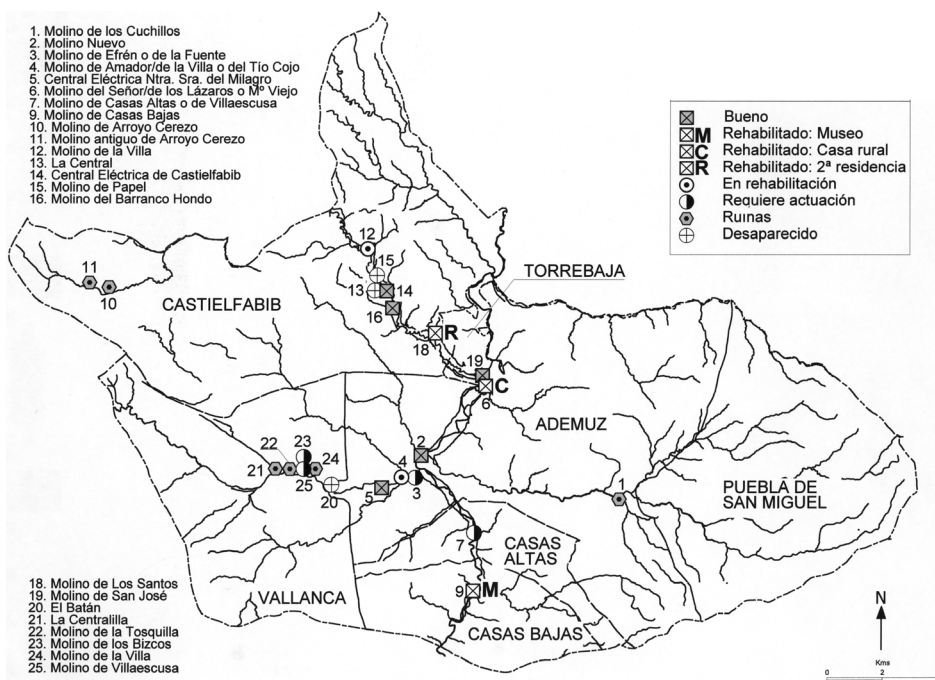 1. Molino de los Cuchillos
2. Molino Nuevo
3. Molino de Efrén o de la Fuente
4. Molino de Amador/de la Villa o del Tío Cojo
5. Central Eléctrica Ntra. Sra. del Milagro
6. Molino del Señor/de los Lázaros o Mº Viejo
7. Molino de Casas Altas o de Villaescusa
9. Molino de Casas Bajas
10. Molino de Arroyo Cerezo
11. Molino antiguo de Arroyo Cerezo
12. Molino de la Villa
13. La Central
14. Central Eléctrica de Castielfabib
15. Molino de Papel
16. Molino del Barranco Hondo
Bueno
M Rehabilitado: Museo
C Rehabilitado: Casa rural
R Rehabilitado: 2ª residencia
En rehabilitación
Requiere actuación
Ruinas
Desaparecido
12
15
11
10
13
14
16
CASTIELFABIB
TORREBAJA
18
R
19
C
6
ADEMUZ
23
22
21
24
25
20
2
4
5
3
1
PUEBLA DE
SAN MIGUEL
7
CASAS
ALTAS
VALLANCA
9
M
CASAS BAJAS
18. Molino de Los Santos
19. Molino de San José
20. El Batán
21. La Centralilla
22. Molino de la Tosquilla
23. Molino de los Bizcos
24. Molino de la Villa
25. Molino de Villaescusa
N
Kms
0 2